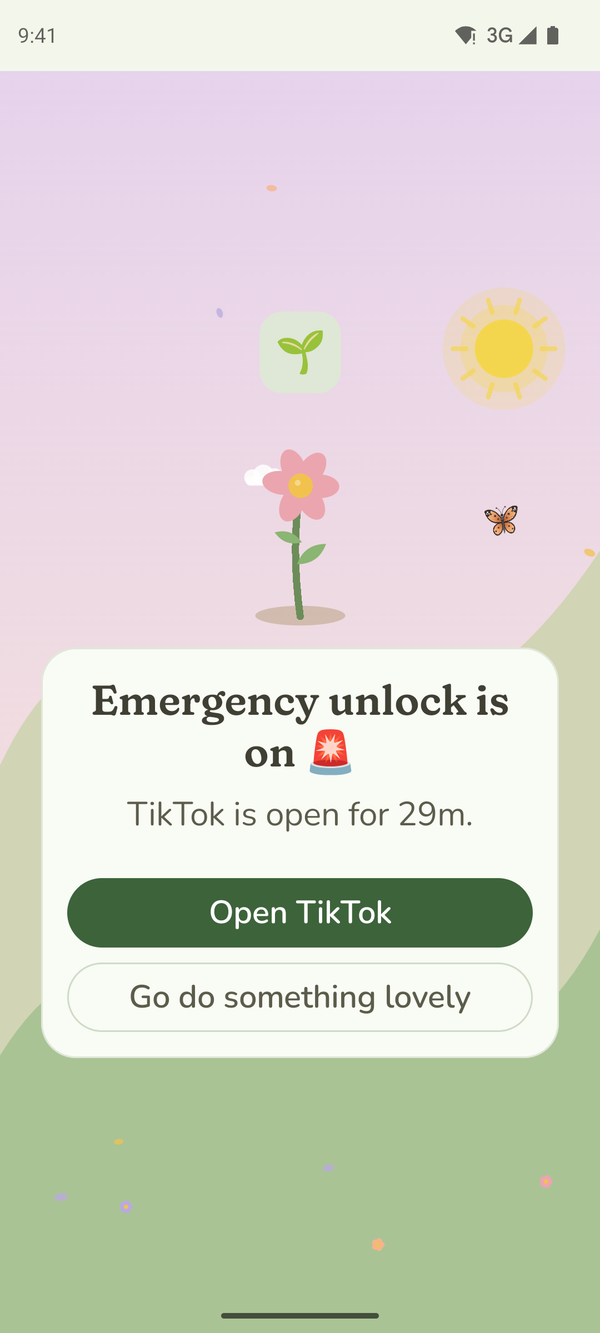 9:41
3G
Emergency unlock is
on 🚨
TikTok is open for 29m.
Open TikTok
Go do something lovely